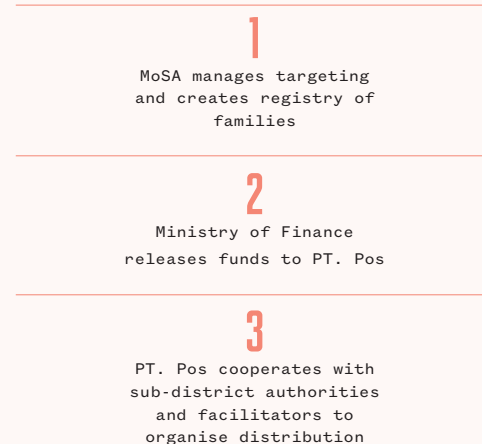 1
MoSA manages targeting
and creates registry of
families
2
Ministry of Finance
releases funds to PT. Pos
3
PT. Pos cooperates with
sub-district authorities
and facilitators to
organise distribution